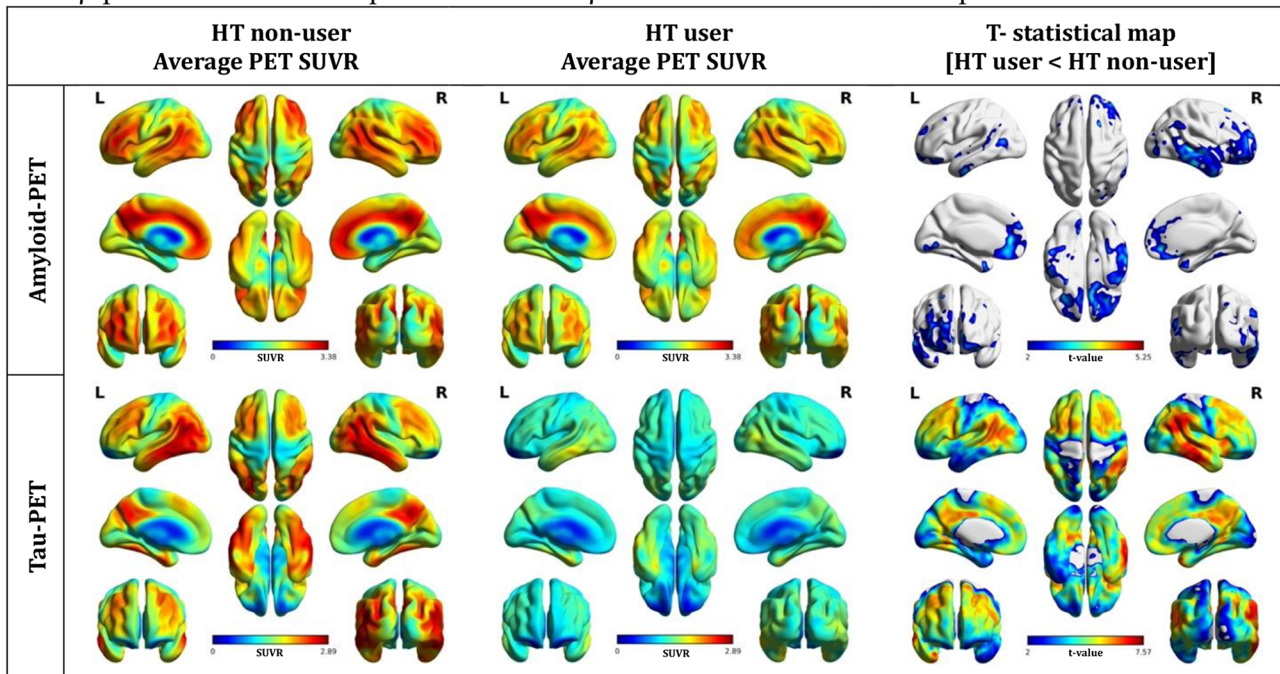 HT non-user
Average PET SUVR
HT user
Average PET SUVR
T- statistical map
[HT user < HT non-user]
Amyloid-PET
L R
0 SUVR 3.38
L R
0 SUVR 3.38
L R
2 t-value 5.25
Tau-PET
L R
0 SUVR 2.89
L R
0 SUVR 2.89
L R
2 t-value 7.57